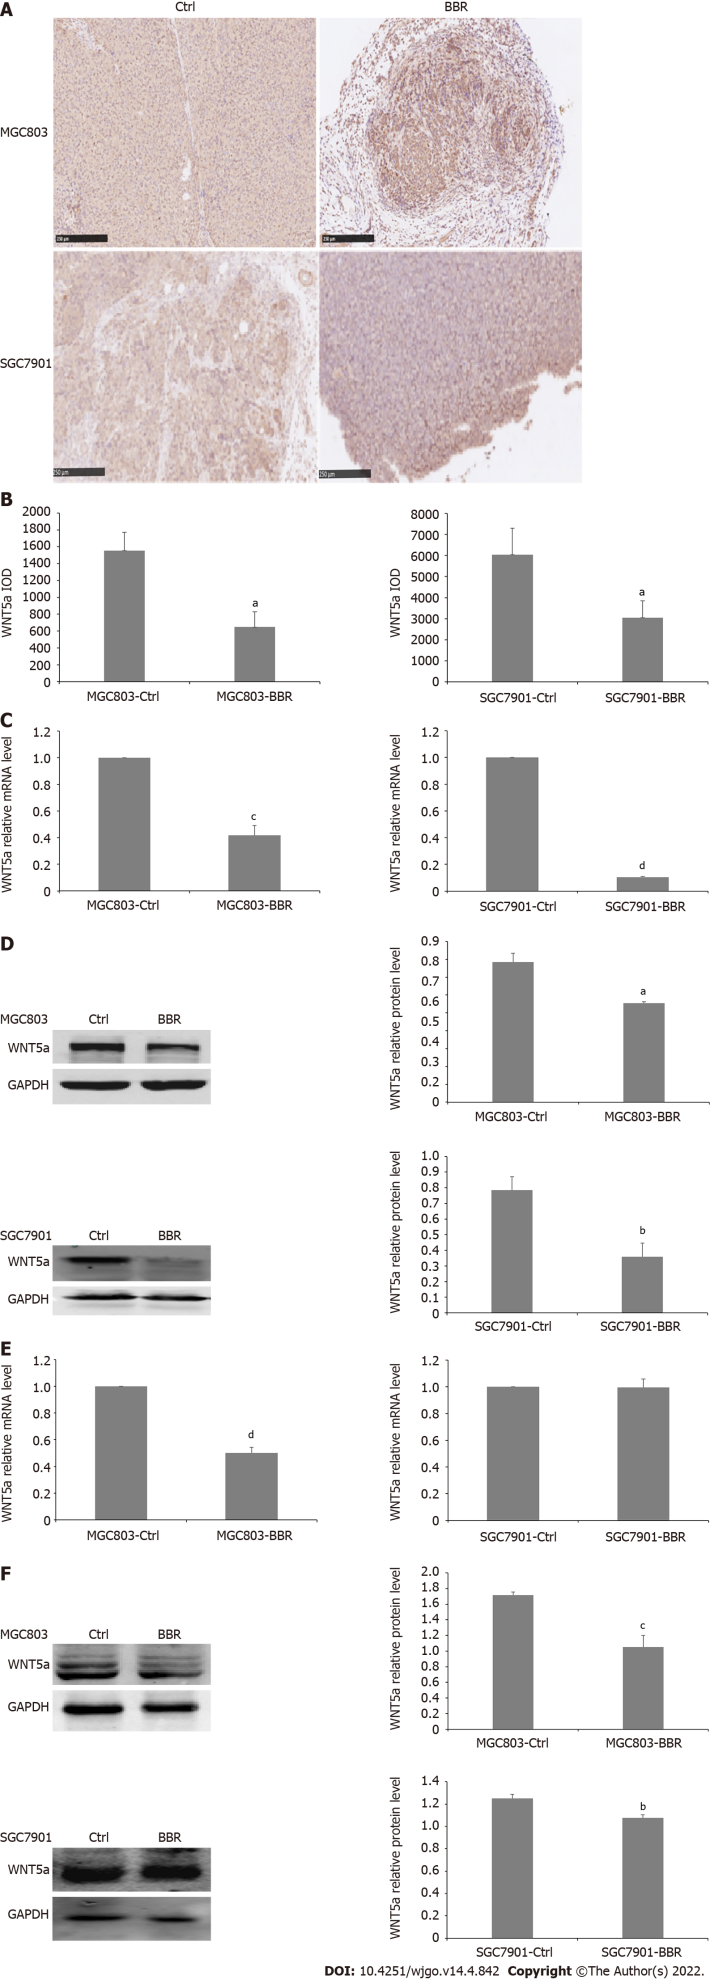 A
Ctrl
BBR
MGC803
250 μm
250 μm
SGC7901
250 μm
250 μm
B
WNT5a IOD
2000
1800
1600
1400
1200
1000
800
600
400
200
0
a
MGC803-Ctrl
MGC803-BBR
WNT5a IOD
8000
7000
6000
5000
4000
3000
2000
1000
0
a
SGC7901-Ctrl
SGC7901-BBR
C
WNT5a relative mRNA level
1.2
1.0
0.8
0.6
0.4
0.2
0
c
MGC803-Ctrl
MGC803-BBR
WNT5a relative mRNA level
1.2
1.0
0.8
0.6
0.4
0.2
0
d
SGC7901-Ctrl
SGC7901-BBR
D
MGC803
Ctrl
BBR
WNT5a
GAPDH
WNT5a relative protein level
0.9
0.8
0.8
0.6
0.5
0.3
0.2
0
a
MGC803-Ctrl
MGC803-BBR
SGC7901
Ctrl
BBR
WNT5a
GAPDH
WNT5a relative protein level
1.0
0.9
0.8
0.7
0.6
0.5
0.4
0.3
0.2
0.1
0
b
SGC7901-Ctrl
SGC7901-BBR
E
WNT5a relative mRNA level
1.2
1.0
0.8
0.6
0.4
0.2
0
d
MGC803-Ctrl
MGC803-BBR
WNT5a relative mRNA level
1.2
1.0
0.8
0.6
0.4
0.2
0
SGC7901-Ctrl
SGC7901-BBR
F
MGC803
Ctrl
BBR
WNT5a
GAPDH
WNT5a relative protein level
2.0
1.8
1.6
1.4
1.2
1.0
0.8
0.6
0.4
0.2
0
c
MGC803-Ctrl
MGC803-BBR
SGC7901
Ctrl
BBR
WNT5a
GAPDH
WNT5a relative protein level
1.4
1.2
1.0
0.8
0.6
0.4
0.2
0
b
SGC7901-Ctrl
SGC7901-BBR
DOI: 10.4251/wjgo.v14.4.842 Copyright ©The Author(s) 2022.